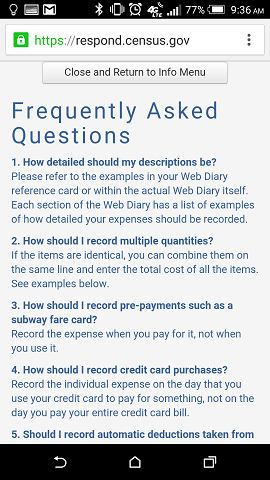 77% 9:36 AM
https://respond.census.gov
Close and Return to Info Menu
Frequently Asked
Questions
1. How detailed should my descriptions be?
Please refer to the examples in your Web Diary
reference card or within the actual Web Diary itself.
Each section of the Web Diary has a list of examples
of how detailed your expenses should be recorded.
2. How should I record multiple quantities?
If the items are identical, you can combine them on
the same line and enter the total cost of all the items.
See examples below.
3. How should I record pre-payments such as a
subway fare card?
Record the expense when you pay for it, not when
you use it.
4. How should I record credit card purchases?
Record the individual expense on the day that you
use your credit card to pay for something, not on the
day you pay your entire credit card bill.
5. Should I record automatic deductions taken from